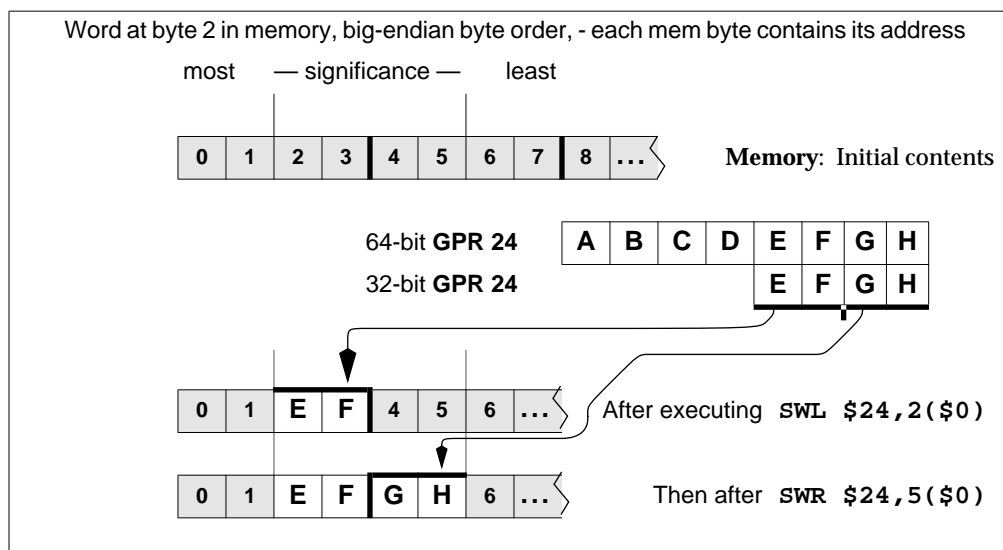 Word at byte 2 in memory, big-endian byte order, - each mem byte contains its address
most — significance — least
0 1 2 3 4 5 6 7 8 ... Memory: Initial contents
64-bit GPR 24 A B C D E F G H
32-bit GPR 24 E F G H
0 1 E F 4 5 6 ... After executing SWL $24,2($0)
0 1 E F G H 6 ... Then after SWR $24,5($0)